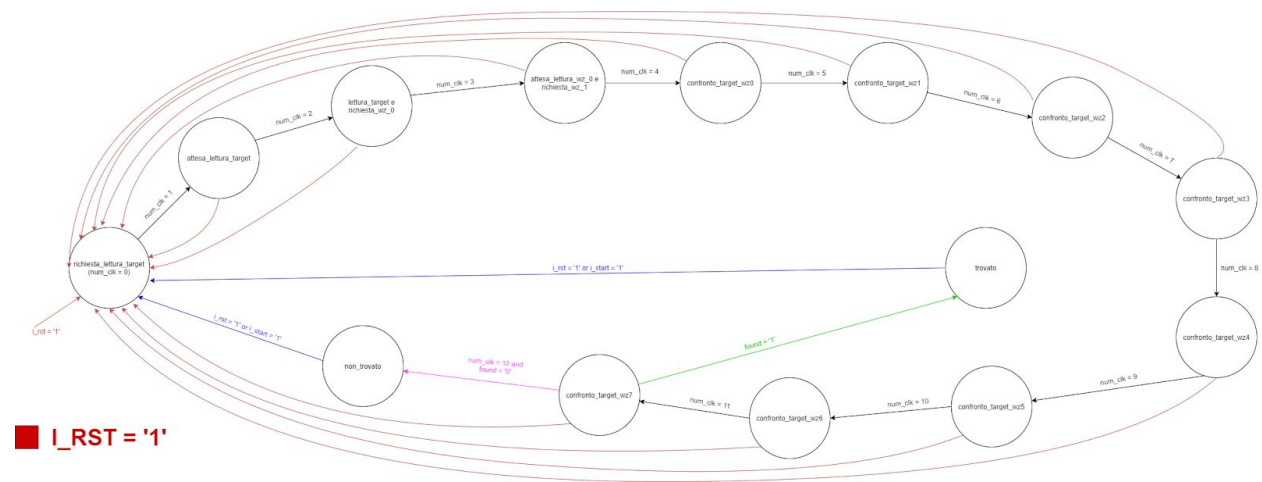 attesa_lettura_wz_0 e
richiesta_wz_1
num_clk = 4
confronto_target_wz0
num_clk = 5
confronto_target_wz1
num_clk = 3
lettura_target e
richiesta_wz_0
num_clk = 6
confronto_target_wz2
num_clk = 2
attesa_lettura_target
num_clk = 7
num_clk = 1
confronto_target_wz3
richiesta_lettura_target
(num_clk = 0)
i_rst = '1' or i_start = '1'
trovato
num_clk = 8
i_rst = '1'
i_rst = '1' or i_start = '1'
found = '1'
confronto_target_wz4
non_trovato
num_clk = 12 and
found = '0'
confronto_target_wz7
num_clk = 11
confronto_target_wz6
num_clk = 10
confronto_target_wz5
num_clk = 9
I_RST = '1'